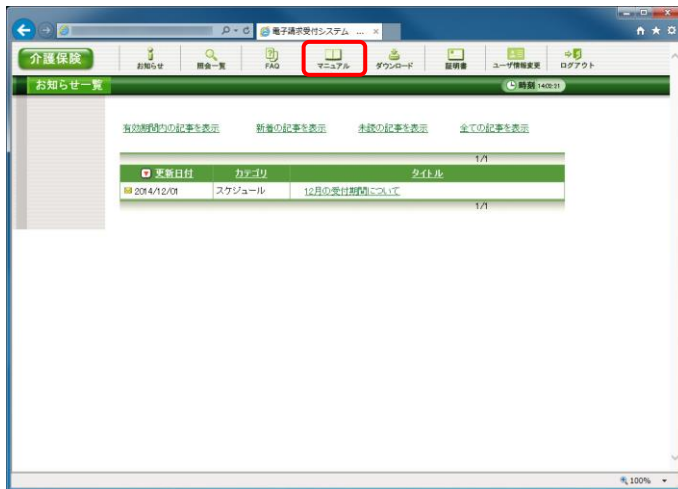 電子請求受付システム ...
介護保険
お知らせ 照会一覧 FAQ マニュアル ダウンロード 証明書 ユーザ情報変更 ログアウト
お知らせ一覧 時刻
有効期間内の記事を表示 新着の記事を表示 未読の記事を表示 全ての記事を表示
1/1
更新日付 カテゴリ タイトル
2014/12/01 スケジュール 12月の受付期間について
1/1
100%